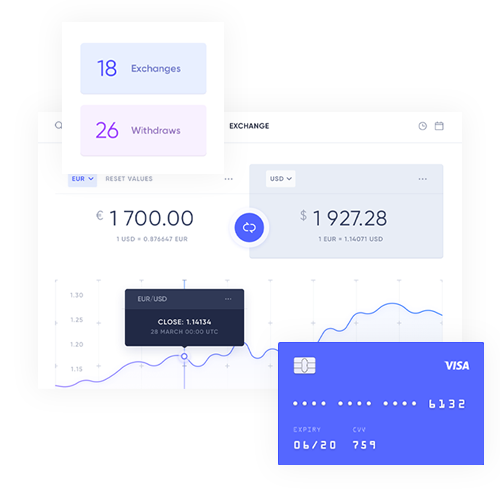 18 Exchanges
26 Withdraws
EXCHANGE
EUR RESET VALUES ...
USD ...
€ 1 700.00
1 USD = 0.876647 EUR
$ 1 927.28
1 EUR = 1.14071 USD
1.30
1.25
1.20
1.15
EUR/USD ...
CLOSE: 1.14134
28 MARCH 00:00 UTC
VISA
•••• •••• •••• 6132
EXPIRY CVV
06/20 759